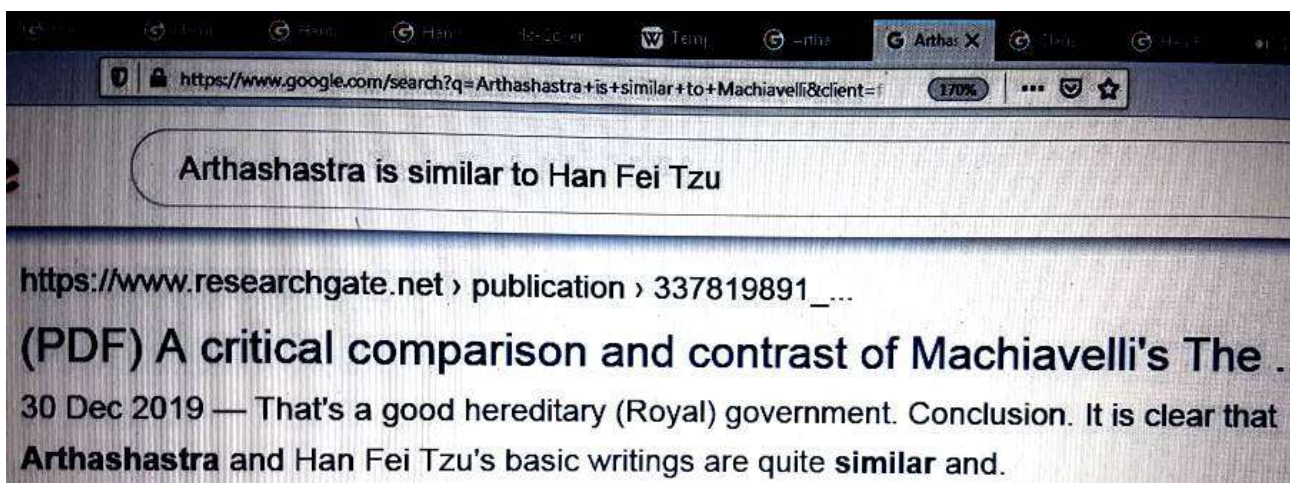 Arthas
https://www.google.com/search?q=Arthashastra+is+similar+to+Machiavelli&client=f 170%
Arthashastra is similar to Han Fei Tzu
https://www.researchgate.net › publication › 337819891_...
(PDF) A critical comparison and contrast of Machiavelli's The ..
30 Dec 2019 — That's a good hereditary (Royal) government. Conclusion. It is clear that
Arthashastra and Han Fei Tzu's basic writings are quite similar and.